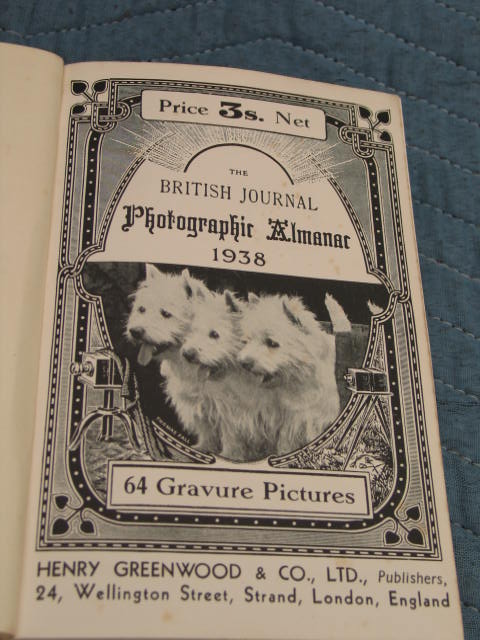 Price 3s. Net
THE
BRITISH JOURNAL
Photographic Almanac
1938
64 Gravure Pictures
HENRY GREENWOOD & CO., LTD., Publishers,
24, Wellington Street, Strand, London, England